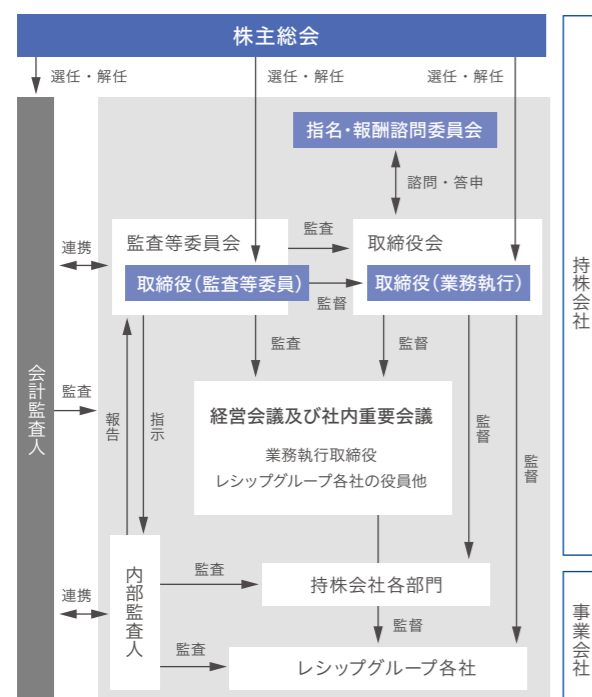 株主総会
選任・解任
選任・解任
選任・解任
指名・報酬諮問委員会
諮問・答申
監査等委員会
監査
取締役会
連携
取締役（監査等委員）
監督
取締役（業務執行）
持株会社
監査
監督
会計監査人
監査
報告
指示
経営会議及び社内重要会議
業務執行取締役
レシップグループ各社の役員他
監督
監督
内部監査人
監査
持株会社各部門
連携
監督
事業会社
監査
レシップグループ各社